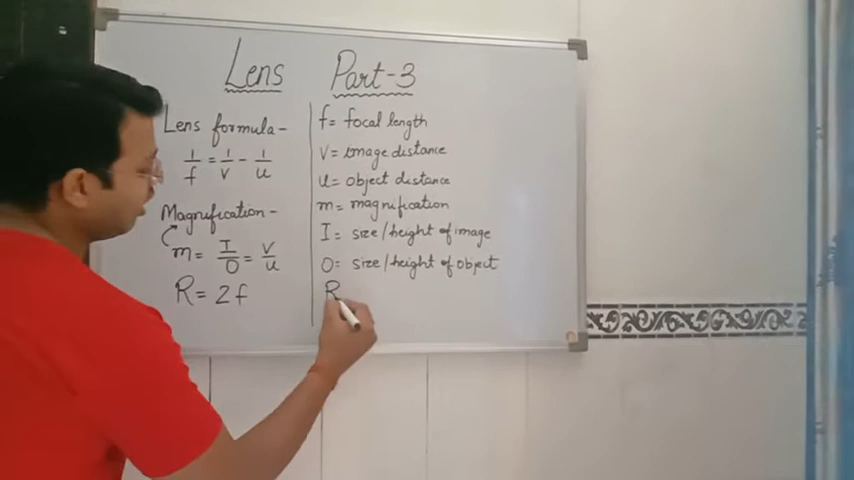 Lens Part-3
Lens formula-
1/f = 1/v - 1/u
Magnification-
m = I/O = v/u
R = 2f
f = focal length
v = image distance
u = object distance
m = magnification
I = size/height of image
O = size/height of object
R